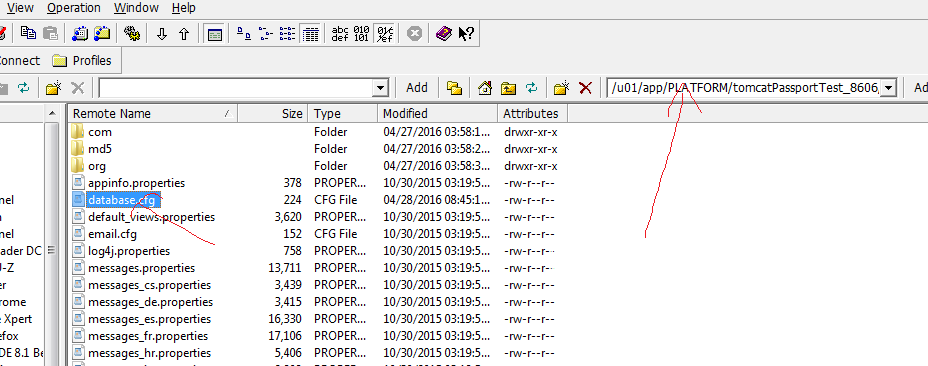 View Operation Window Help
abc def 010 101
Connect Profiles
Add /u01/app/PLATFORM/tomcatPassportTest_8606/
Remote Name / Size Type Modified Attributes
com Folder 04/27/2016 03:58:1... drwxr-xr-x
md5 Folder 04/27/2016 03:58:2... drwxr-xr-x
org Folder 04/27/2016 03:58:3... drwxr-xr-x
appinfo.properties 378 PROPER... 10/30/2015 03:19:5... -rw-r--r--
nel database.cfg 224 CFG File 04/28/2016 08:45:1... -rw-r--r--
default_views.properties 3,620 PROPER... 10/30/2015 03:19:5... -rw-r--r--
nel email.cfg 152 CFG File 10/30/2015 03:19:5... -rw-r--r--
ader DC log4j.properties 758 PROPER... 10/30/2015 03:19:5... -rw-r--r--
U-Z messages.properties 13,711 PROPER... 10/30/2015 03:19:5... -rw-r--r--
messages_cs.properties 3,439 PROPER... 10/30/2015 03:19:5... -rw-r--r--
rome messages_de.properties 3,415 PROPER... 10/30/2015 03:19:5... -rw-r--r--
Xpert messages_es.properties 16,330 PROPER... 10/30/2015 03:19:5... -rw-r--r--
efox messages_fr.properties 17,106 PROPER... 10/30/2015 03:19:5... -rw-r--r--
DE 8.1 Be messages_hr.properties 5,406 PROPER... 10/30/2015 03:19:5... -rw-r--r--